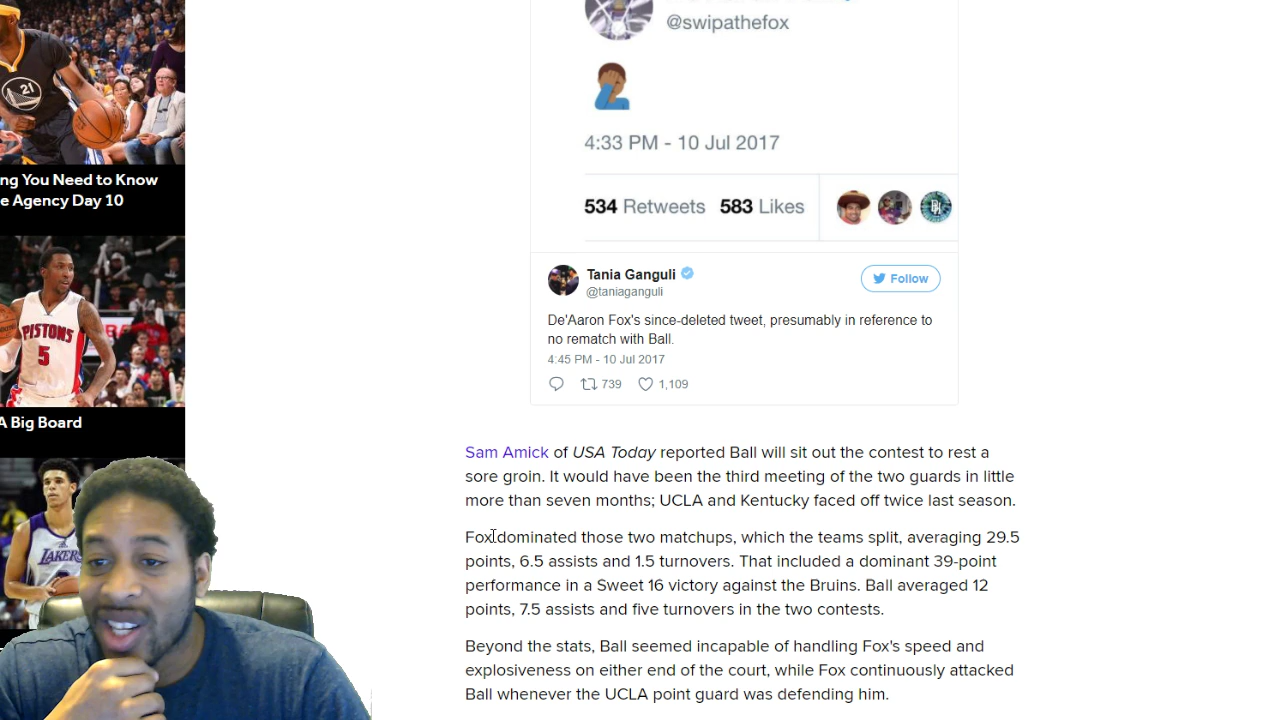 @swipathefox
4:33 PM - 10 Jul 2017
534 Retweets 583 Likes
Tania Ganguli
@taniaganguli
Follow
De'Aaron Fox's since-deleted tweet, presumably in reference to
no rematch with Ball.
4:45 PM - 10 Jul 2017
739 1,109
Sam Amick of USA Today reported Ball will sit out the contest to rest a
sore groin. It would have been the third meeting of the two guards in little
more than seven months; UCLA and Kentucky faced off twice last season.
Fox dominated those two matchups, which the teams split, averaging 29.5
points, 6.5 assists and 1.5 turnovers. That included a dominant 39-point
performance in a Sweet 16 victory against the Bruins. Ball averaged 12
points, 7.5 assists and five turnovers in the two contests.
Beyond the stats, Ball seemed incapable of handling Fox's speed and
explosiveness on either end of the court, while Fox continuously attacked
Ball whenever the UCLA point guard was defending him.
21
ng You Need to Know
e Agency Day 10
PISTONS
5
A Big Board
LAKERS